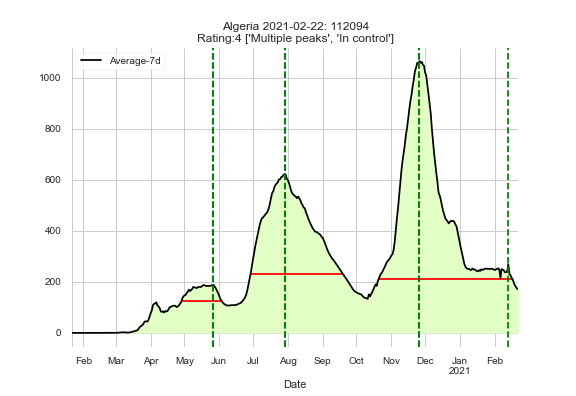 Algeria 2021-02-22: 112094
Rating:4 ['Multiple peaks', 'In control']
Average-7d
1000
800
600
400
200
0
Feb Mar Apr May Jun Jul Aug Sep Oct Nov Dec Jan Feb
2021
Date